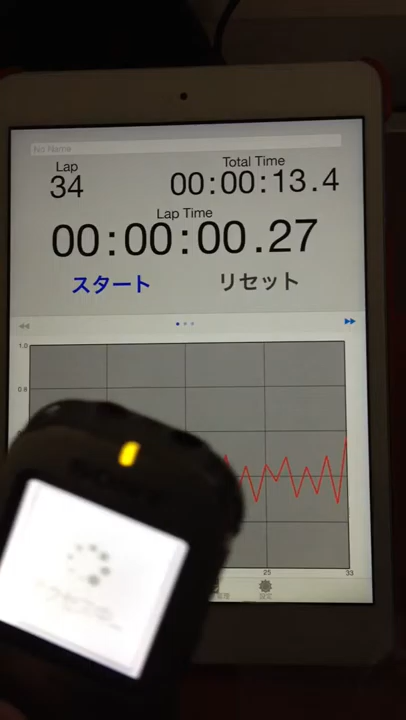 No Name
Lap
Total Time
34
00:00:13.4
Lap Time
00:00:00.27
スタート
リセット
1.0
0.8
25
33
設定